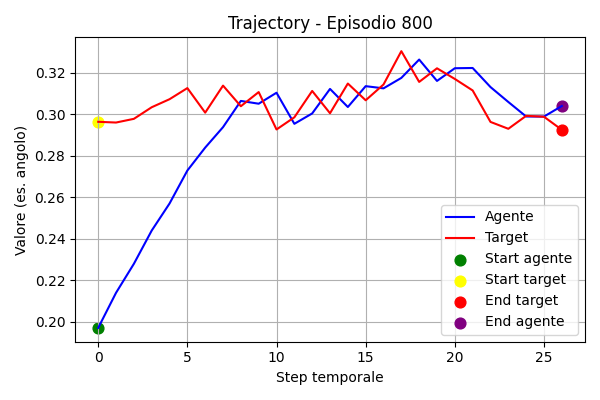 Trajectory - Episodio 800
Valore (es. angolo)
0.32
0.30
0.28
0.26
0.24
0.22
0.20
Agente
Target
Start agente
Start target
End target
End agente
0 5 10 15 20 25
Step temporale